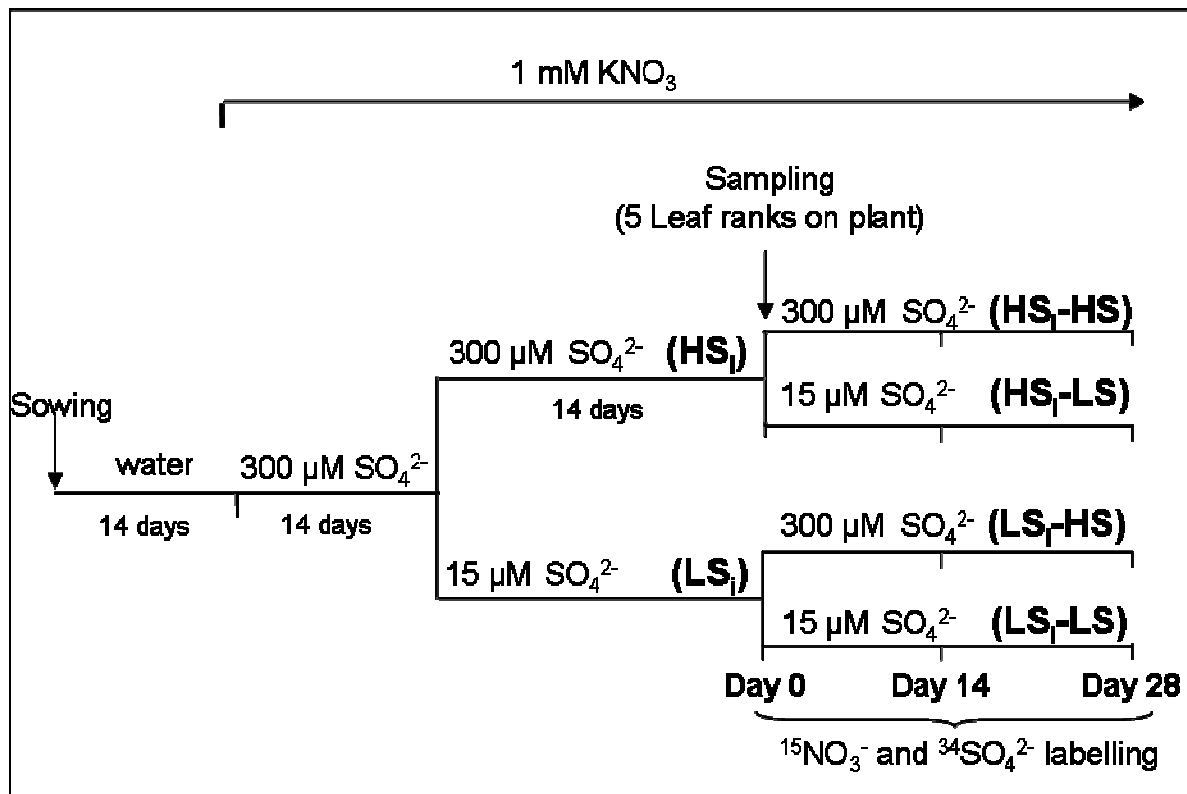 1 mM KNO₃
Sampling
(5 Leaf ranks on plant)
300 µM SO₄²⁻ (HSᵢ-HS)
300 µM SO₄²⁻ (HSᵢ)
14 days
15 µM SO₄²⁻ (HSᵢ-LS)
Sowing
water
300 µM SO₄²⁻
14 days
14 days
300 µM SO₄²⁻ (LSᵢ-HS)
15 µM SO₄²⁻ (LSᵢ)
15 µM SO₄²⁻ (LSᵢ-LS)
Day 0 Day 14 Day 28
¹⁵NO₃⁻ and ³⁴SO₄²⁻ labelling